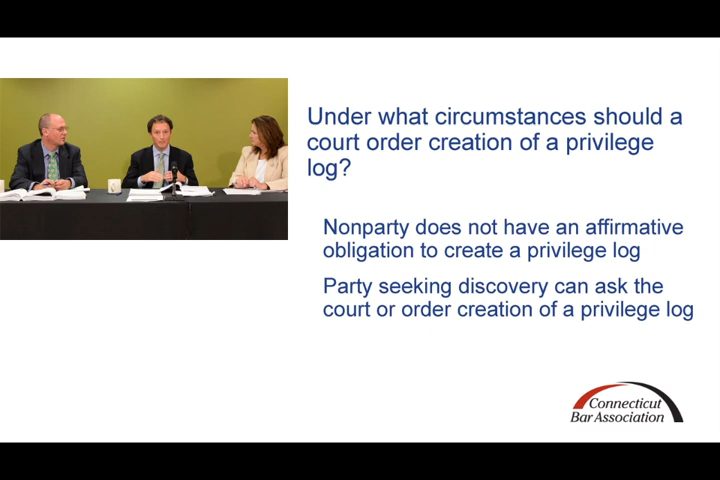 Under what circumstances should a
court order creation of a privilege
log?
Nonparty does not have an affirmative
obligation to create a privilege log
Party seeking discovery can ask the
court or order creation of a privilege log
Connecticut
Bar Association